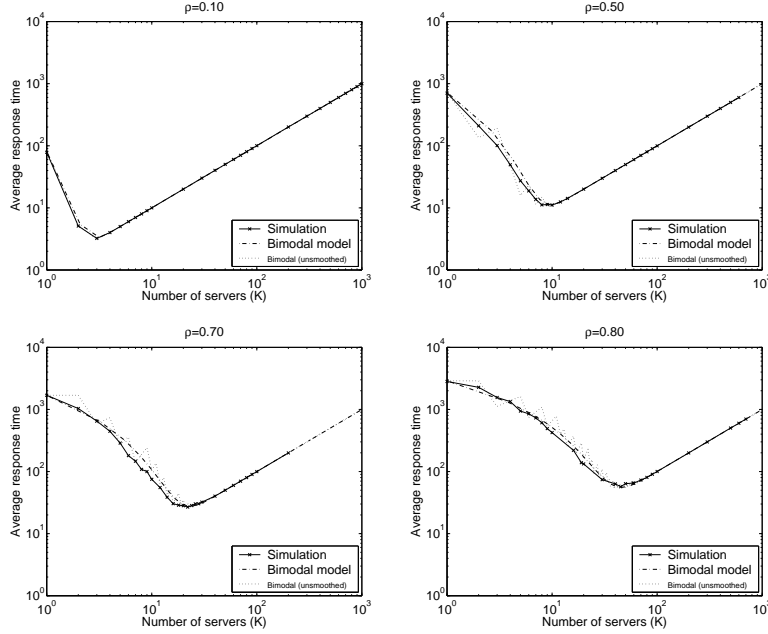 ρ=0.10
10^4
10^3
10^2
10^1
10^0
Average response time
10^0
10^1
10^2
10^3
Number of servers (K)
Simulation
Bimodal model
Bimodal (unsmoothed)
ρ=0.50
10^4
10^3
10^2
10^1
10^0
Average response time
10^0
10^1
10^2
10^3
Number of servers (K)
Simulation
Bimodal model
Bimodal (unsmoothed)
ρ=0.70
10^4
10^3
10^2
10^1
10^0
Average response time
10^0
10^1
10^2
10^3
Number of servers (K)
Simulation
Bimodal model
Bimodal (unsmoothed)
ρ=0.80
10^4
10^3
10^2
10^1
10^0
Average response time
10^0
10^1
10^2
10^3
Number of servers (K)
Simulation
Bimodal model
Bimodal (unsmoothed)